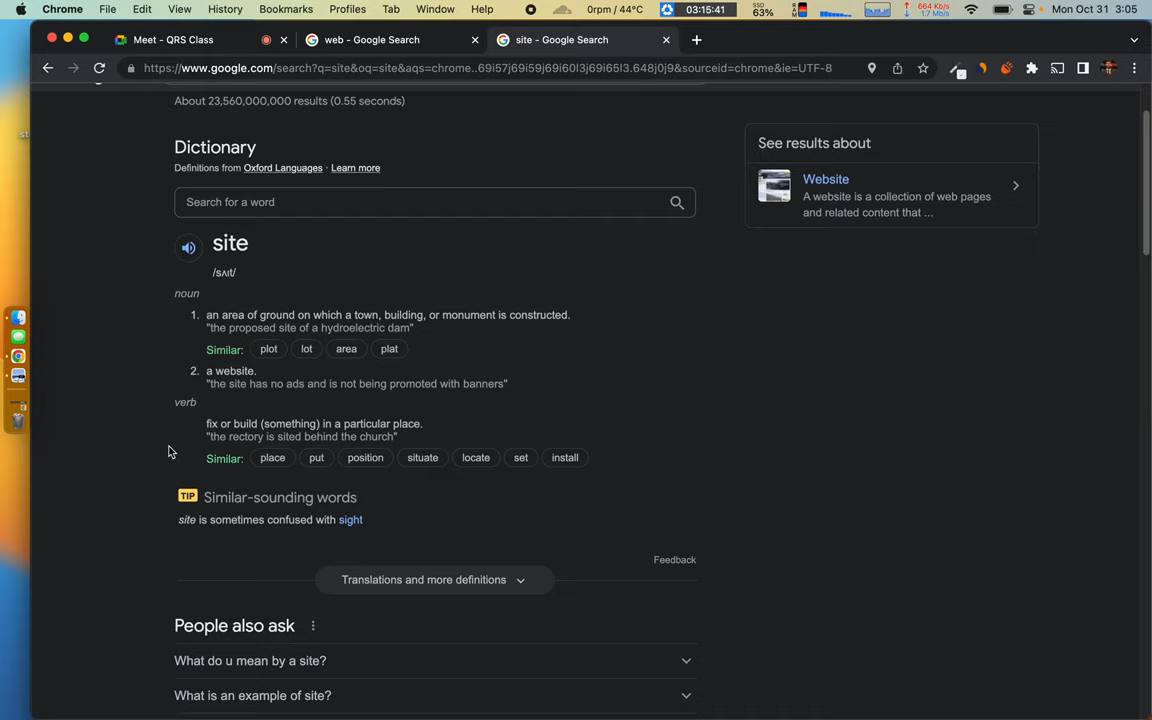 Chrome File Edit View History Bookmarks Profiles Tab Window Help 0rpm / 44°C 03:15:41 SSD 63% 664 Kb/s 1.7 Mb/s Mon Oct 31 3:05
Meet - QRS Class web - Google Search site - Google Search
https://www.google.com/search?q=site&oq=site&aqs=chrome..69i57j69i59j69i60l3j69i65l3.648j0j9&sourceid=chrome&ie=UTF-8
About 23,560,000,000 results (0.55 seconds)
Dictionary
Definitions from Oxford Languages · Learn more
Search for a word
site
/sʌɪt/
noun
1. an area of ground on which a town, building, or monument is constructed.
"the proposed site of a hydroelectric dam"
Similar: plot lot area plat
2. a website.
"the site has no ads and is not being promoted with banners"
verb
fix or build (something) in a particular place.
"the rectory is sited behind the church"
Similar: place put position situate locate set install
TIP Similar-sounding words
site is sometimes confused with sight
Feedback
Translations and more definitions
People also ask
What do u mean by a site?
What is an example of site?
See results about
Website
A website is a collection of web pages
and related content that ...